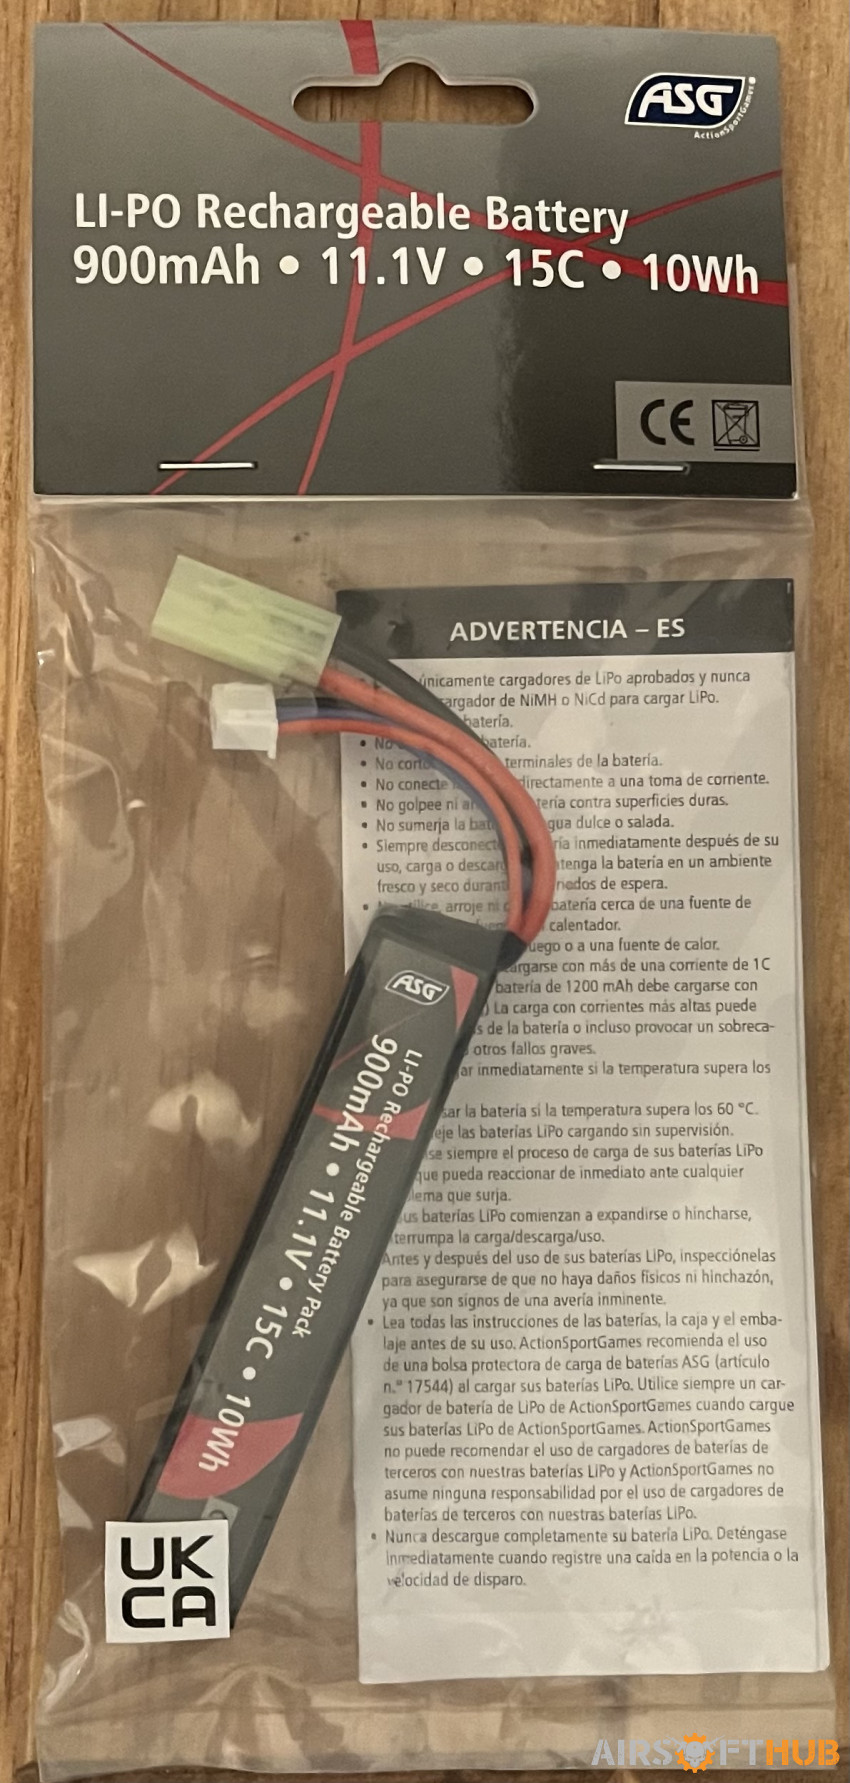 ASG
ActionSportGames
LI-PO Rechargeable Battery
900mAh • 11.1V • 15C • 10Wh
CE
ADVERTENCIA – ES
únicamente cargadores de LiPo aprobados y nunca
cargador de NiMH o NiCd para cargar LiPo.
batería.
• No batería.
• No terminales de la batería.
• No conecte directamente a una toma de corriente.
• No golpee ni contra superficies duras.
• No sumerja la dulce o salada.
• Siempre inmediatamente después de su
uso, carga o la batería en un ambiente
fresco y seco de espera.
arroje ni batería cerca de una fuente de
calentador.
o a una fuente de calor.
con más de una corriente de 1C
batería de 1200 mAh debe cargarse con
) La carga con corrientes más altas puede
de la batería o incluso provocar un sobreca-
otros fallos graves.
inmediatamente si la temperatura supera los
la batería si la temperatura supera los 60 °C.
las baterías LiPo cargando sin supervisión.
siempre el proceso de carga de sus baterías LiPo
que pueda reaccionar de inmediato ante cualquier
que surja.
baterías LiPo comienzan a expandirse o hincharse,
la carga/descarga/uso.
Antes y después del uso de sus baterías LiPo, inspecciónelas
para asegurarse de que no haya daños físicos ni hinchazón,
ya que son signos de una avería inminente.
• Lea todas las instrucciones de las baterías, la caja y el emba-
laje antes de su uso. ActionSportGames recomienda el uso
de una bolsa protectora de carga de baterías ASG (artículo
n.º 17544) al cargar sus baterías LiPo. Utilice siempre un car-
gador de batería de LiPo de ActionSportGames cuando cargue
sus baterías LiPo de ActionSportGames. ActionSportGames
no puede recomendar el uso de cargadores de baterías de
terceros con nuestras baterías LiPo y ActionSportGames no
asume ninguna responsabilidad por el uso de cargadores de
baterías de terceros con nuestras baterías LiPo.
• Nunca descargue completamente su batería LiPo. Deténgase
inmediatamente cuando registre una caída en la potencia o la
velocidad de disparo.
ASG
LI-PO Rechargeable Battery Pack
900mAh • 11.1V • 15C • 10Wh
UK
CA
AIRSOFTHUB